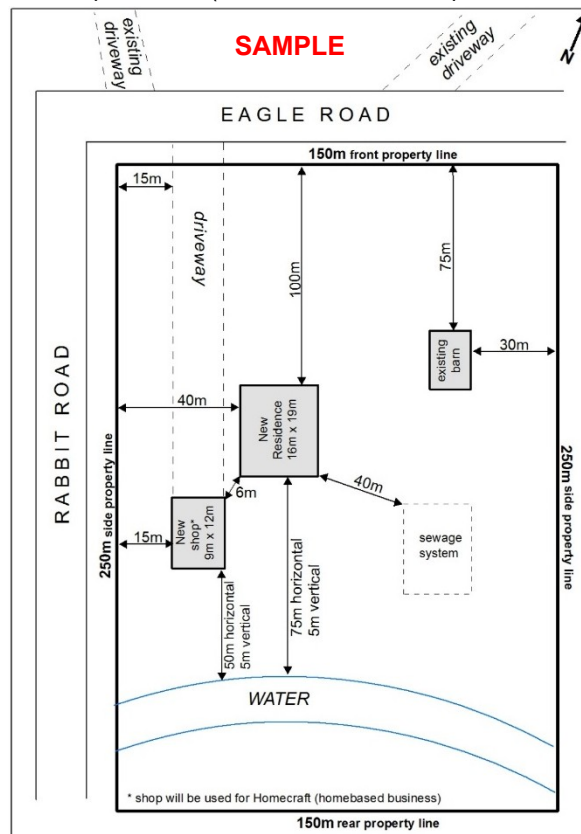 SAMPLE
existing
driveway
existing
driveway
N
EAGLE ROAD
150m front property line
15m
driveway
100m
75m
existing
barn
30m
RABBIT ROAD
40m
New
Residence
16m x 19m
250m side property line
250m side property line
6m
40m
New
shop*
9m x 12m
15m
sewage
system
50m horizontal
5m vertical
75m horizontal
5m vertical
WATER
* shop will be used for Homecraft (homebased business)
150m rear property line